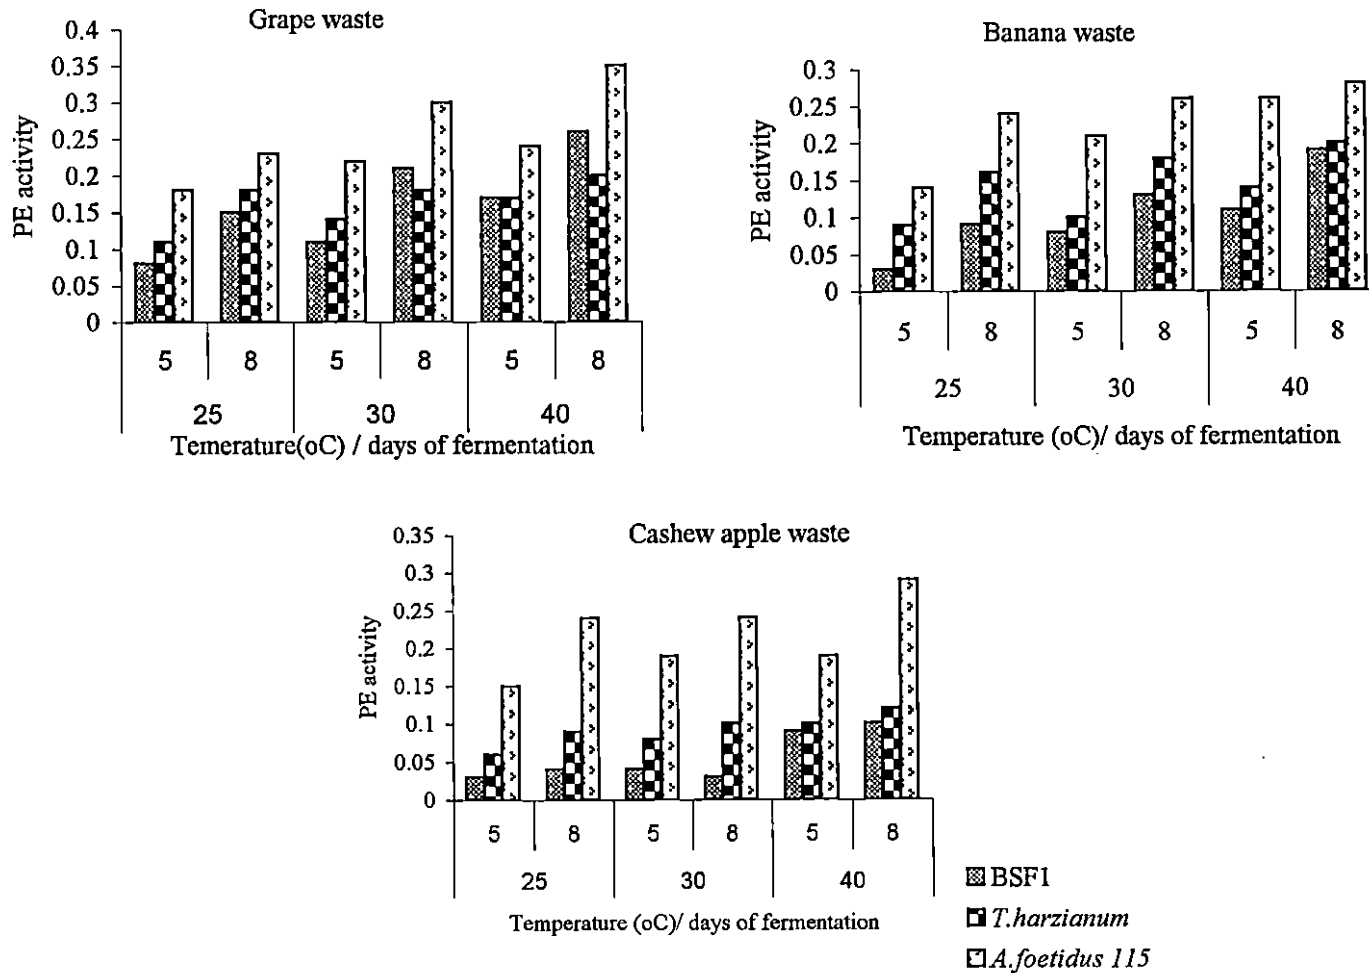 Grape waste
PE activity
0.4
0.35
0.3
0.25
0.2
0.15
0.1
0.05
0
5 8 5 8 5 8
25 30 40
Temerature(oC) / days of fermentation
Banana waste
PE activity
0.3
0.25
0.2
0.15
0.1
0.05
0
5 8 5 8 5 8
25 30 40
Temperature (oC)/ days of fermentation
Cashew apple waste
PE activity
0.35
0.3
0.25
0.2
0.15
0.1
0.05
0
5 8 5 8 5 8
25 30 40
Temperature (oC)/ days of fermentation
BSF1
T.harzianum
A.foetidus 115